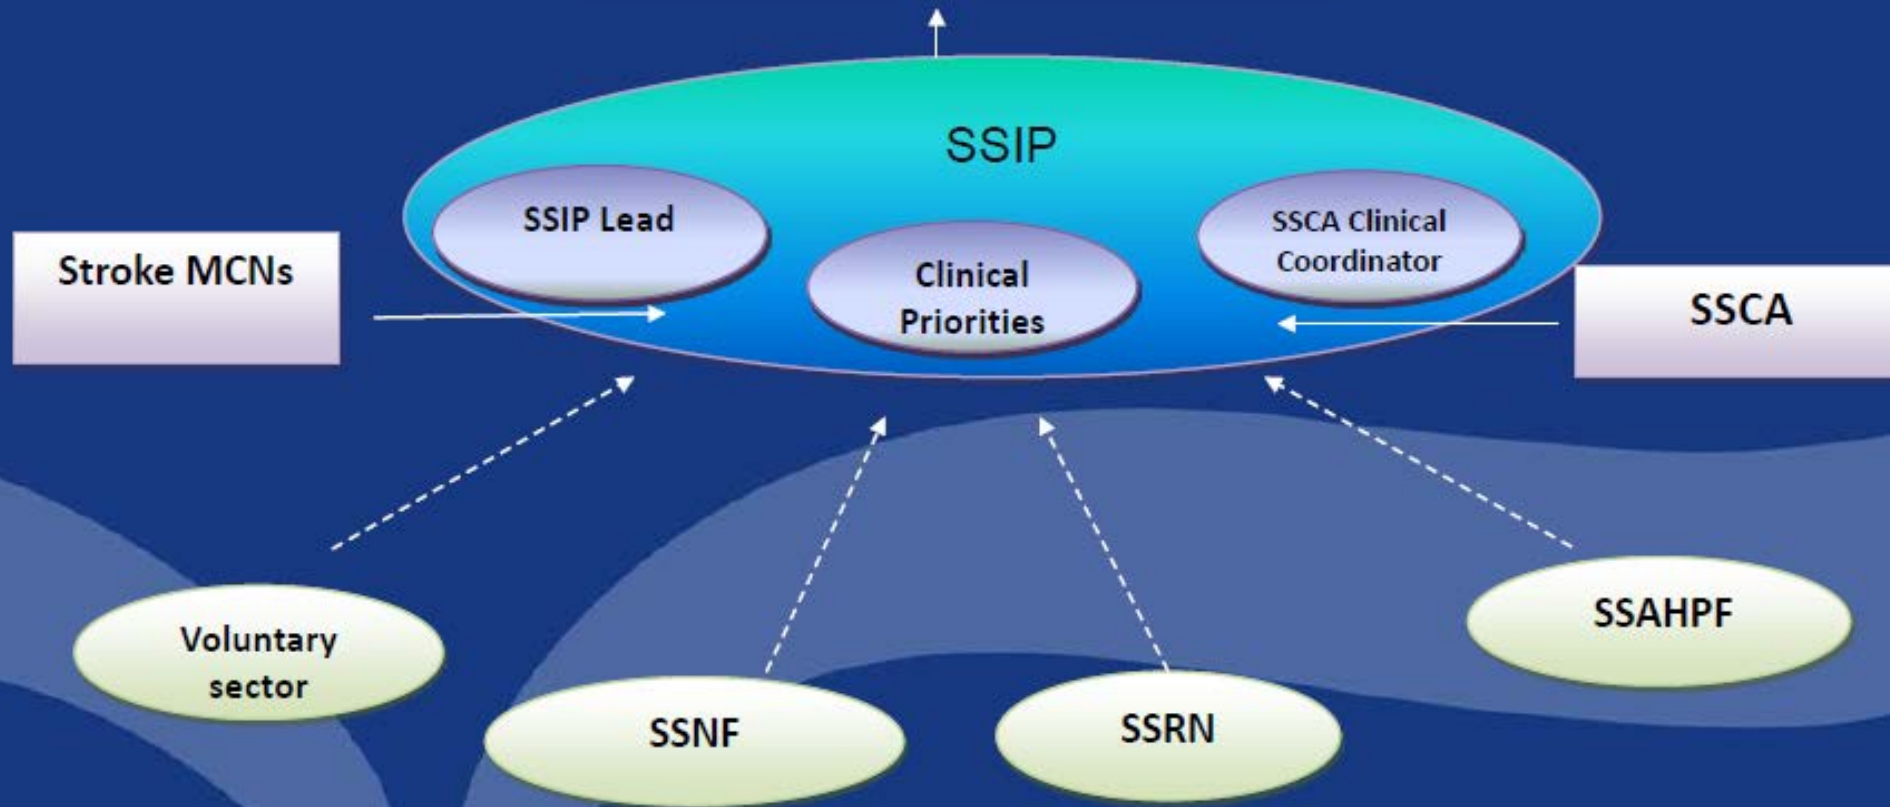 SSIP
SSIP Lead
Clinical
Priorities
SSCA Clinical
Coordinator
Stroke MCNs
SSCA
Voluntary
sector
SSNF
SSRN
SSAHPF